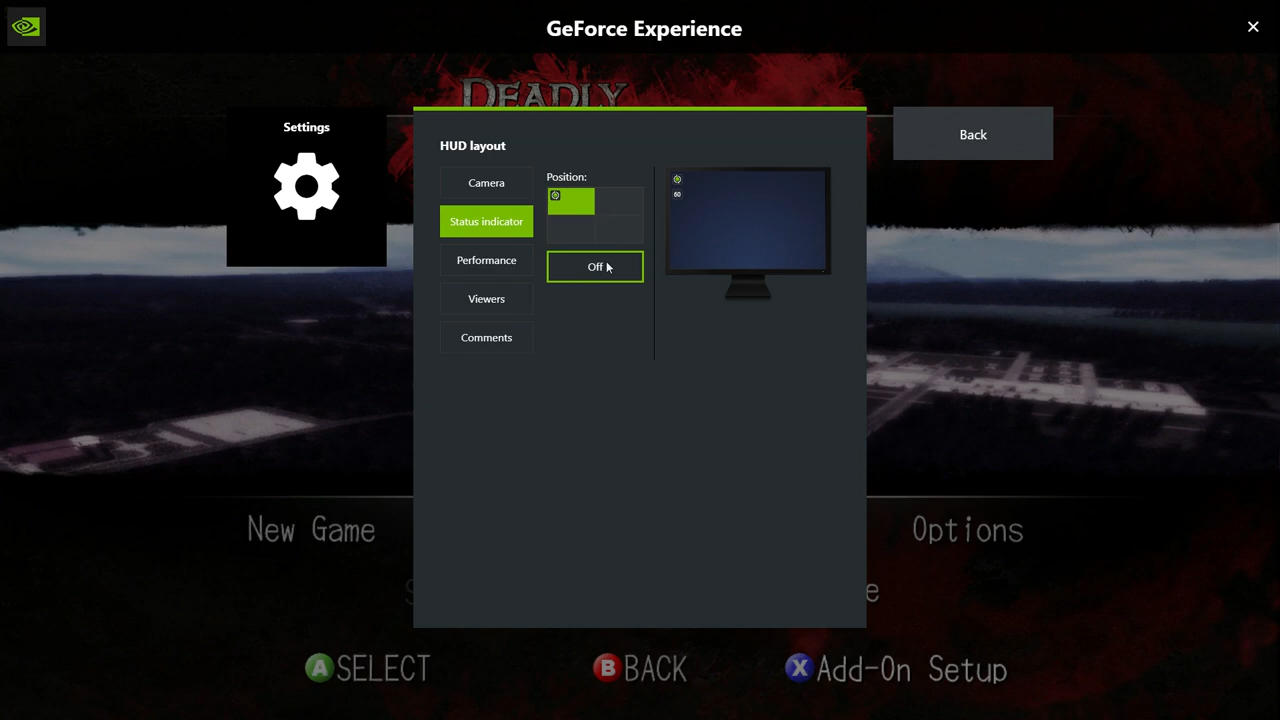 GeForce Experience
DEADLY
Settings
Back
HUD layout
Camera
Position:
Status indicator
60
Off
Performance
Viewers
Comments
New Game
Options
A SELECT
B BACK
X Add-On Setup